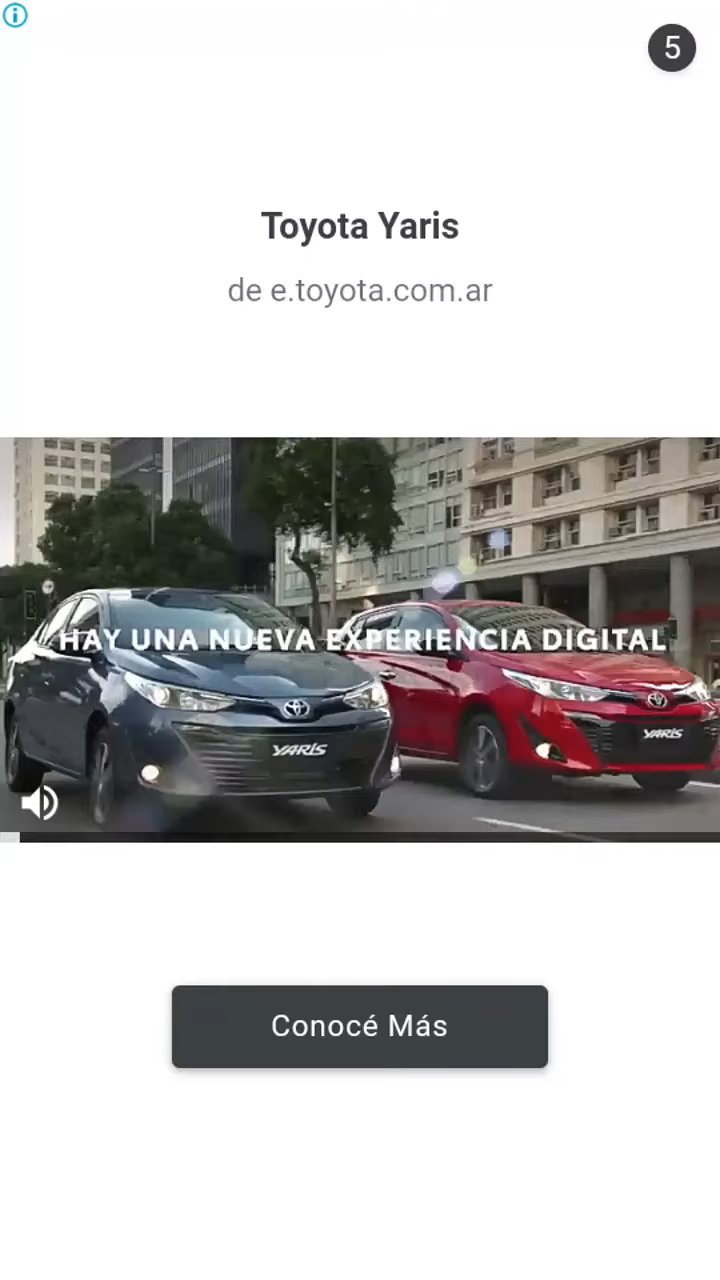 5
Toyota Yaris
de e.toyota.com.ar
HAY UNA NUEVA EXPERIENCIA DIGITAL
YARIS
YARIS
Conocé Más